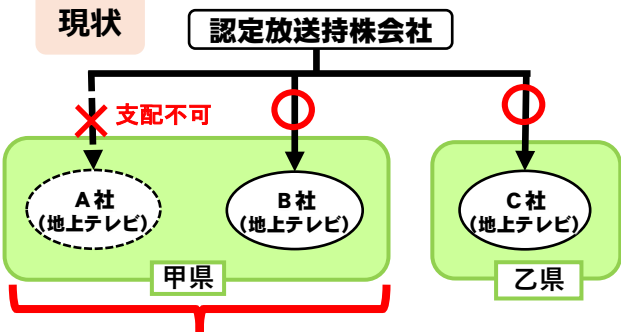 現状
認定放送持株会社
支配不可
A社
(地上テレビ)
B社
(地上テレビ)
C社
(地上テレビ)
甲県
乙県